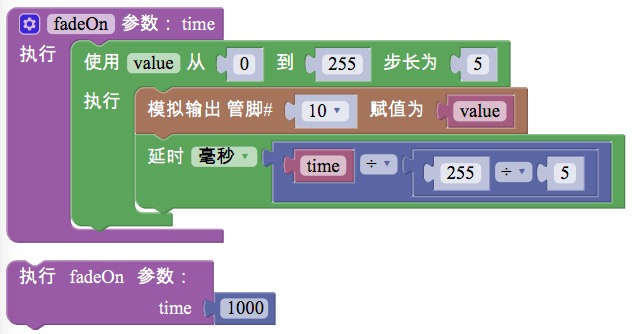 fadeOn 参数： time
执行
使用 value 从 0 到 255 步长为 5
执行
模拟输出 管脚# 10 赋值为 value
延时 毫秒 time ÷ 255 ÷ 5
执行 fadeOn 参数：
time 1000